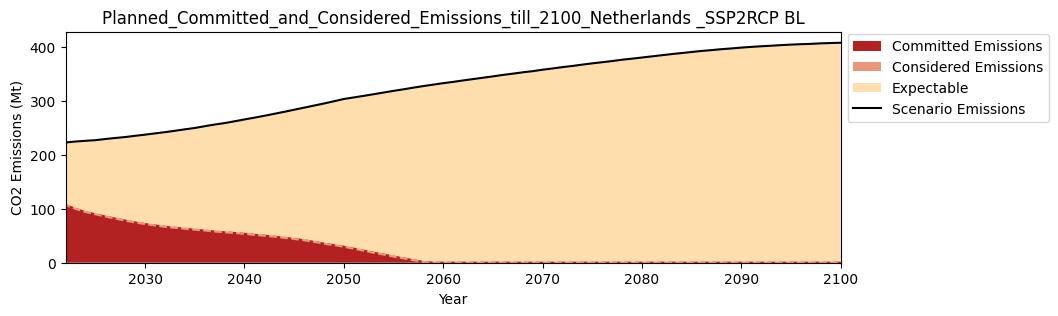 Planned_Committed_and_Considered_Emissions_till_2100_Netherlands _SSP2RCP BL
CO2 Emissions (Mt)
400
300
200
100
0
2030 2040 2050 2060 2070 2080 2090 2100
Year
Committed Emissions
Considered Emissions
Expectable
Scenario Emissions